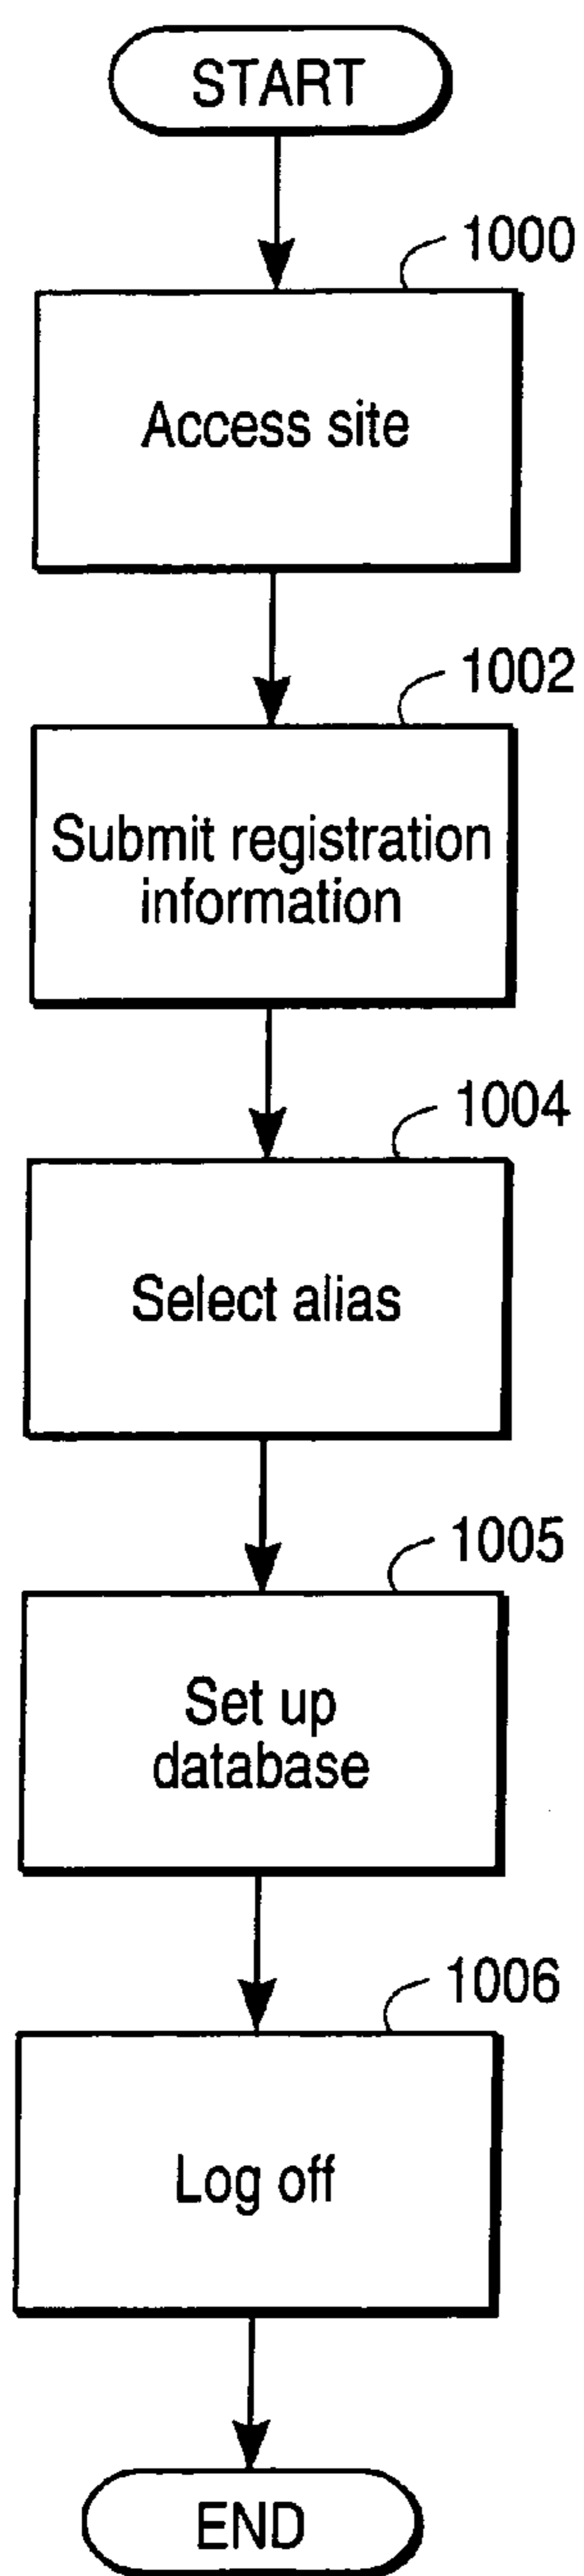 START
1000
Access site
1002
Submit registration
information
1004
Select alias
1005
Set up
database
1006
Log off
END